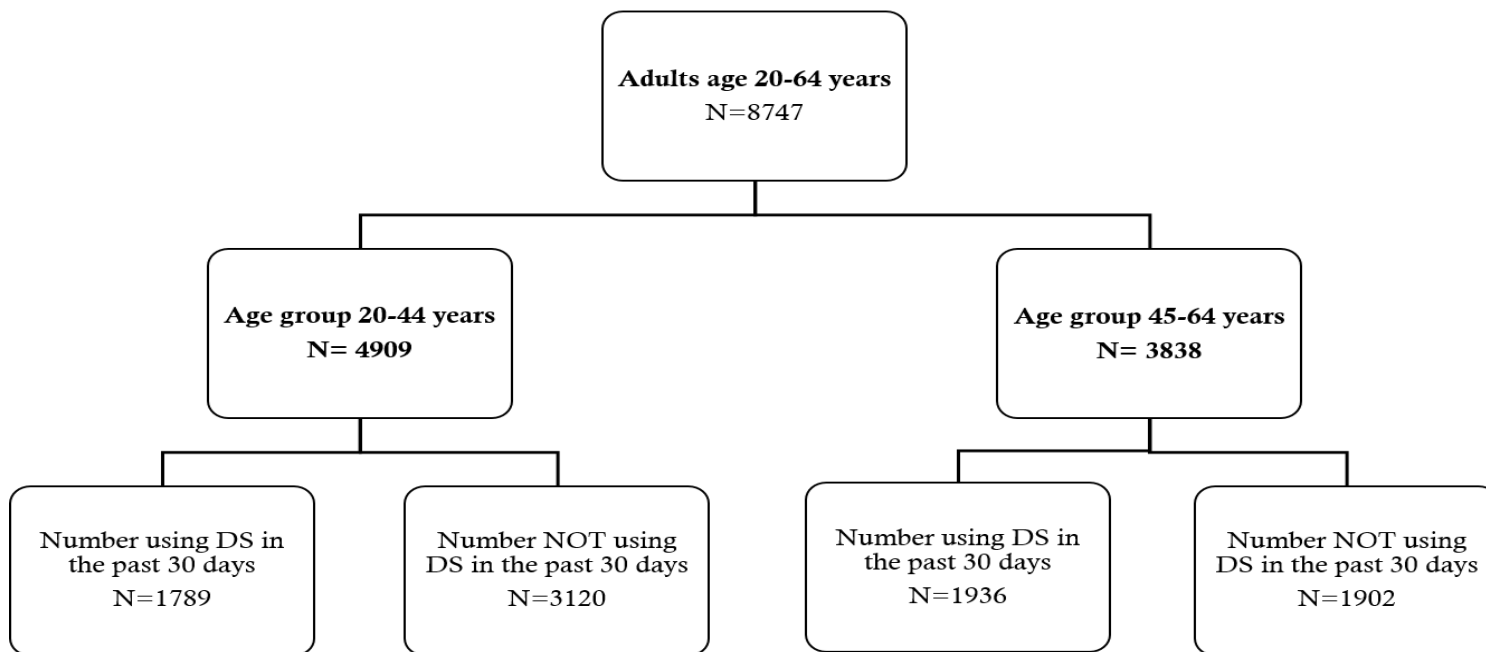 Adults age 20-64 years
N=8747
Age group 20-44 years
N= 4909
Age group 45-64 years
N= 3838
Number using DS in
the past 30 days
N=1789
Number NOT using
DS in the past 30 days
N=3120
Number using DS in
the past 30 days
N=1936
Number NOT using
DS in the past 30 days
N=1902